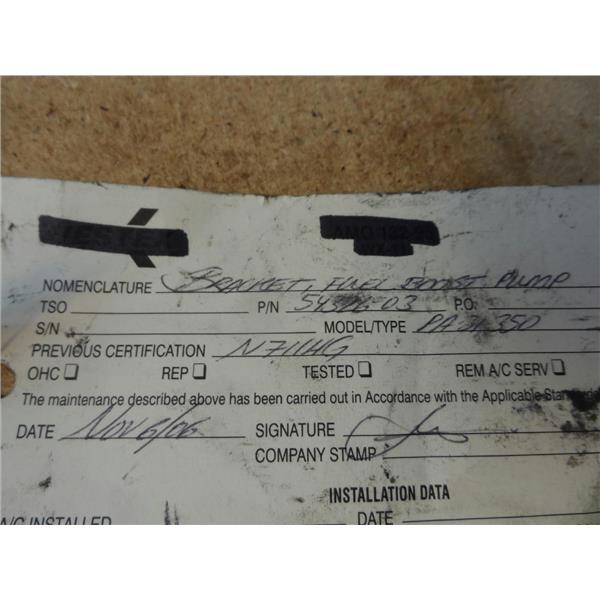 NOMENCLATURE BRACKET, FUEL BOOST PUMP
TSO P/N 54306-03 P.O.
S/N MODEL/TYPE PA-31-350
PREVIOUS CERTIFICATION N711HG
OHC REP TESTED REM A/C SERV
The maintenance described above has been carried out in Accordance with the Applicable
DATE NOV 6/06 SIGNATURE
COMPANY STAMP
INSTALLATION DATA
A/C INSTALLED DATE